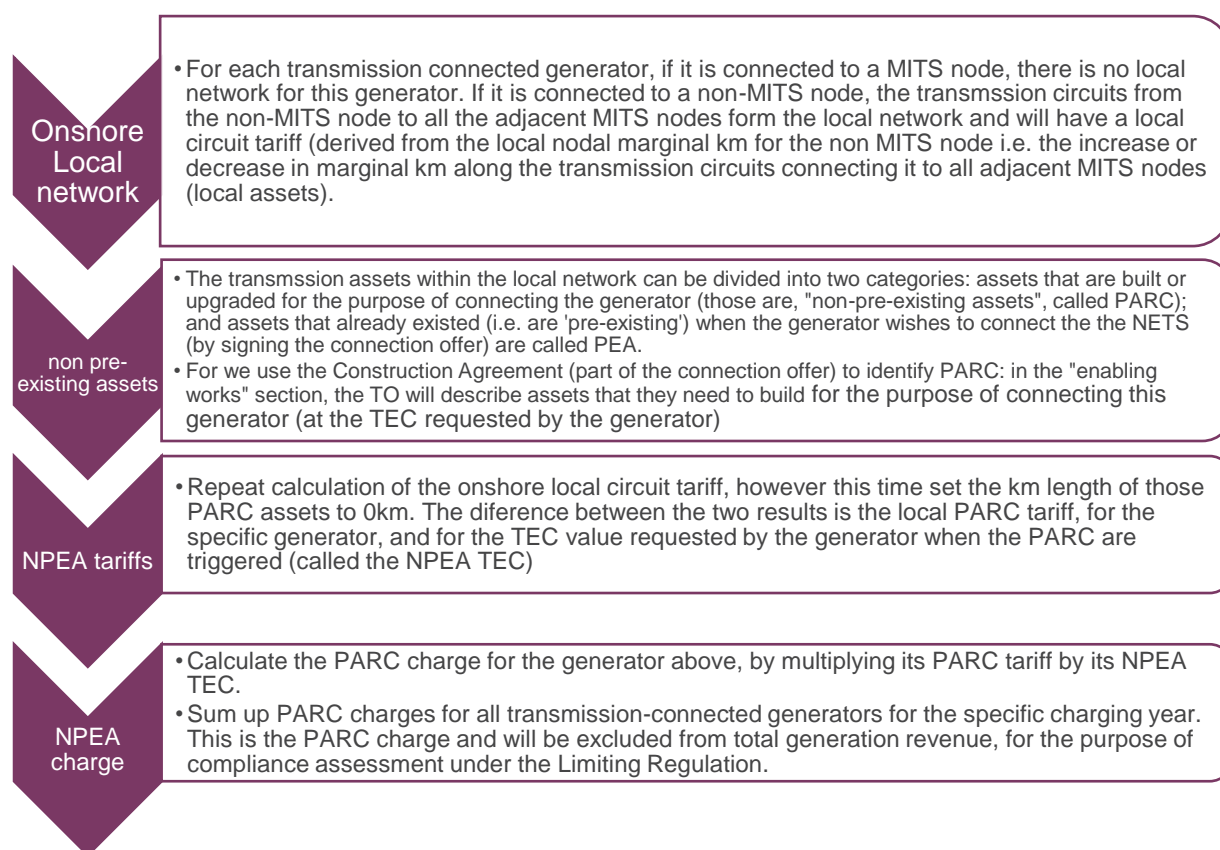 Onshore
Local
network
• For each transmission connected generator, if it is connected to a MITS node, there is no local
network for this generator. If it is connected to a non-MITS node, the transmssion circuits from
the non-MITS node to all the adjacent MITS nodes form the local network and will have a local
circuit tariff (derived from the local nodal marginal km for the non MITS node i.e. the increase or
decrease in marginal km along the transmission circuits connecting it to all adjacent MITS nodes
(local assets).
non pre-
existing assets
• The transmssion assets within the local network can be divided into two categories: assets that are built or
upgraded for the purpose of connecting the generator (those are, "non-pre-existing assets", called PARC);
and assets that already existed (i.e. are 'pre-existing') when the generator wishes to connect the the NETS
(by signing the connection offer) are called PEA.
• For we use the Construction Agreement (part of the connection offer) to identify PARC: in the "enabling
works" section, the TO will describe assets that they need to build for the purpose of connecting this
generator (at the TEC requested by the generator)
NPEA tariffs
• Repeat calculation of the onshore local circuit tariff, however this time set the km length of those
PARC assets to 0km. The diference between the two results is the local PARC tariff, for the
specific generator, and for the TEC value requested by the generator when the PARC are
triggered (called the NPEA TEC)
NPEA
charge
• Calculate the PARC charge for the generator above, by multiplying its PARC tariff by its NPEA
TEC.
• Sum up PARC charges for all transmission-connected generators for the specific charging year.
This is the PARC charge and will be excluded from total generation revenue, for the purpose of
compliance assessment under the Limiting Regulation.